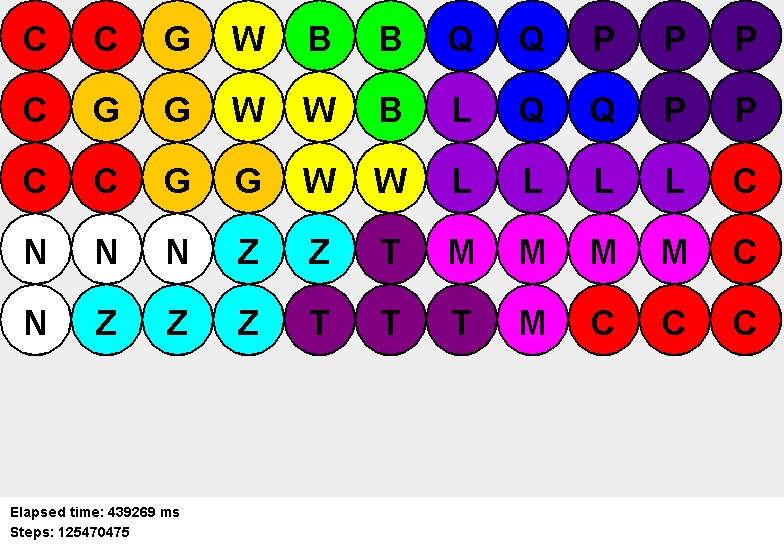 C C G W B B Q Q P P P
C G G W W B L Q Q P P
C C G G W W L L L L C
N N N Z Z T M M M M C
N Z Z Z T T T M C C C
Elapsed time: 439269 ms
Steps: 125470475